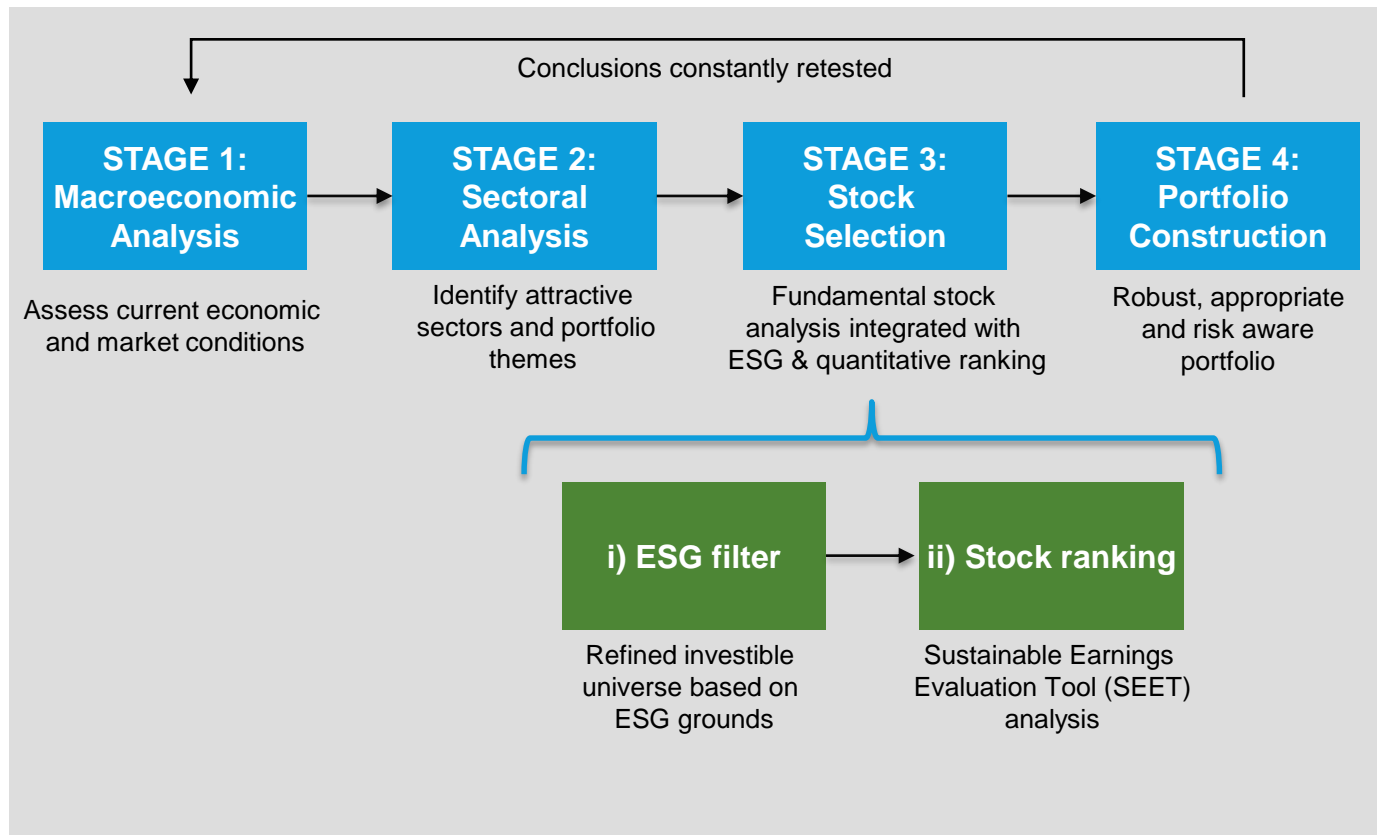 Conclusions constantly retested
STAGE 1:
Macroeconomic
Analysis
Assess current economic
and market conditions
STAGE 2:
Sectoral
Analysis
Identify attractive
sectors and portfolio
themes
STAGE 3:
Stock
Selection
Fundamental stock
analysis integrated with
ESG & quantitative ranking
STAGE 4:
Portfolio
Construction
Robust, appropriate
and risk aware
portfolio
i) ESG filter
Refined investible
universe based on
ESG grounds
ii) Stock ranking
Sustainable Earnings
Evaluation Tool (SEET)
analysis